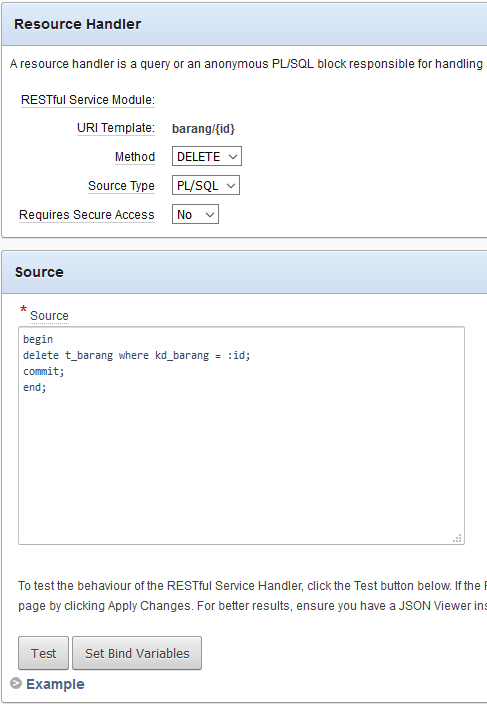 Resource Handler
A resource handler is a query or an anonymous PL/SQL block responsible for handling
RESTful Service Module:
URI Template: barang/{id}
Method DELETE
Source Type PL/SQL
Requires Secure Access No
Source
* Source
begin
delete t_barang where kd_barang = :id;
commit;
end;
To test the behaviour of the RESTful Service Handler, click the Test button below. If the
page by clicking Apply Changes. For better results, ensure you have a JSON Viewer
Test Set Bind Variables
Example